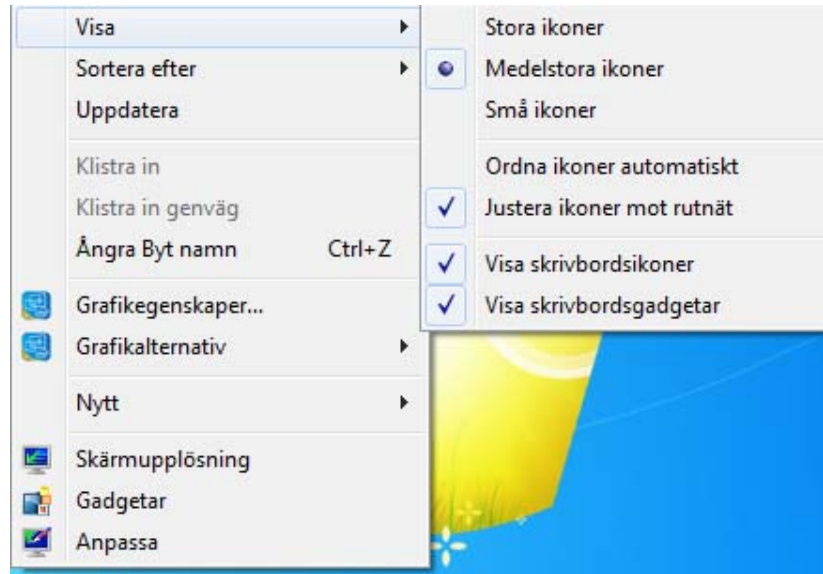 Visa
Sortera efter
Uppdatera
Klistra in
Klistra in genväg
Ångra Byt namn Ctrl+Z
Grafikegenskaper...
Grafikalternativ
Nytt
Skärmupplösning
Gadgetar
Anpassa
Stora ikoner
Medelstora ikoner
Små ikoner
Ordna ikoner automatiskt
Justera ikoner mot rutnät
Visa skrivbordsikoner
Visa skrivbordsgadgetar